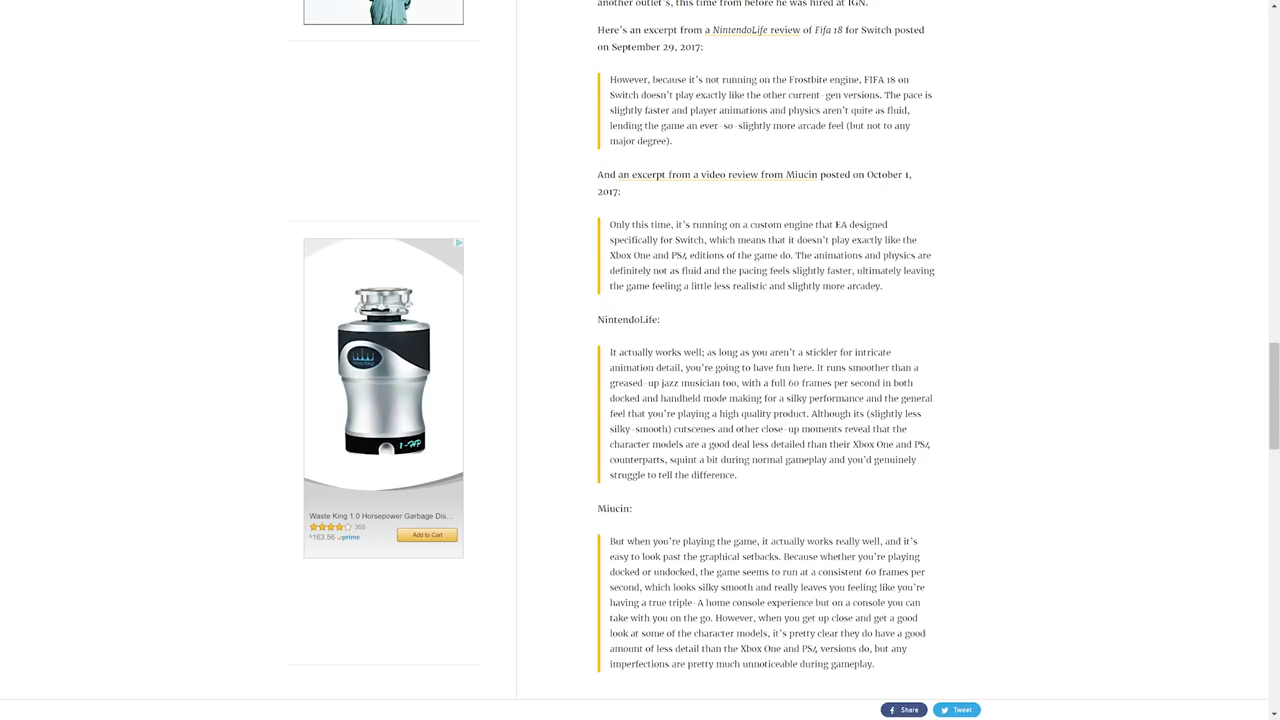 another outlet's, this time from before he was hired at IGN.
Here's an excerpt from a NintendoLife review of Fifa 18 for Switch posted
on September 29, 2017:
However, because it's not running on the Frostbite engine, FIFA 18 on
Switch doesn't play exactly like the other current-gen versions. The pace is
slightly faster and player animations and physics aren't quite as fluid,
lending the game an ever-so-slightly more arcade feel (but not to any
major degree).
And an excerpt from a video review from Miucin posted on October 1,
2017:
Only this time, it's running on a custom engine that EA designed
specifically for Switch, which means that it doesn't play exactly like the
Xbox One and PS4 editions of the game do. The animations and physics are
definitely not as fluid and the pacing feels slightly faster, ultimately leaving
the game feeling a little less realistic and slightly more arcadey.
NintendoLife:
It actually works well; as long as you aren't a stickler for intricate
animation detail, you're going to have fun here. It runs smoother than a
greased-up jazz musician too, with a full 60 frames per second in both
docked and handheld mode making for a silky performance and the general
feel that you're playing a high quality product. Although its (slightly less
silky-smooth) cutscenes and other close-up moments reveal that the
character models are a good deal less detailed than their Xbox One and PS4
counterparts, squint a bit during normal gameplay and you'd genuinely
struggle to tell the difference.
Miucin:
But when you're playing the game, it actually works really well, and it's
easy to look past the graphical setbacks. Because whether you're playing
docked or undocked, the game seems to run at a consistent 60 frames per
second, which looks silky smooth and really leaves you feeling like you're
having a true triple-A home console experience but on a console you can
take with you on the go. However, when you get up close and get a good
look at some of the character models, it's pretty clear they do have a good
amount of less detail than the Xbox One and PS4 versions do, but any
imperfections are pretty much unnoticeable during gameplay.
1-HP
Waste King 1.0 Horsepower Garbage Dis...
355
$163.56 prime
Add to Cart
Share
Tweet